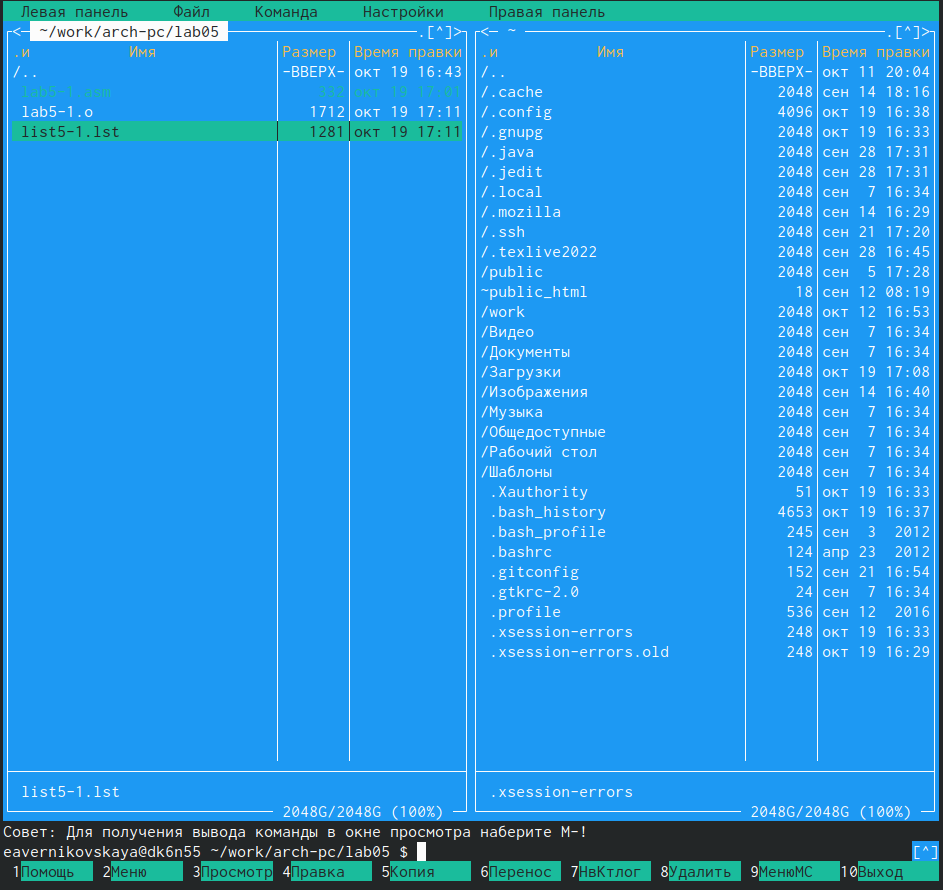 Левая панель Файл Команда Настройки Правая панель
<- ~/work/arch-pc/lab05 .[^]>
.и Имя Размер Время правки
/.. -ВВЕРХ- окт 19 16:43
lab5-1.asm 332 окт 19 17:01
lab5-1.o 1712 окт 19 17:11
list5-1.lst 1281 окт 19 17:11
list5-1.lst
2048G/2048G (100%)
<- ~ .[^]>
.и Имя Размер Время правки
/.. -ВВЕРХ- окт 11 20:04
/.cache 2048 сен 14 18:16
/.config 4096 окт 19 16:38
/.gnupg 2048 окт 19 16:33
/.java 2048 сен 28 17:31
/.jedit 2048 сен 28 17:31
/.local 2048 сен 7 16:34
/.mozilla 2048 сен 14 16:29
/.ssh 2048 сен 21 17:20
/.texlive2022 2048 сен 28 16:45
/public 2048 сен 5 17:28
~public_html 18 сен 12 08:19
/work 2048 окт 12 16:53
/Видео 2048 сен 7 16:34
/Документы 2048 сен 7 16:34
/Загрузки 2048 окт 19 17:08
/Изображения 2048 сен 14 16:40
/Музыка 2048 сен 7 16:34
/Общедоступные 2048 сен 7 16:34
/Рабочий стол 2048 сен 7 16:34
/Шаблоны 2048 сен 7 16:34
.Xauthority 51 окт 19 16:33
.bash_history 4653 окт 19 16:37
.bash_profile 245 сен 3 2012
.bashrc 124 апр 23 2012
.gitconfig 152 сен 21 16:54
.gtkrc-2.0 24 сен 7 16:34
.profile 536 сен 12 2016
.xsession-errors 248 окт 19 16:33
.xsession-errors.old 248 окт 19 16:29
.xsession-errors
2048G/2048G (100%)
Совет: Для получения вывода команды в окне просмотра наберите M-!
eavernikovskaya@dk6n55 ~/work/arch-pc/lab05 $ [^]
1Помощь 2Меню 3Просмотр 4Правка 5Копия 6Перенос 7НвКтлог 8Удалить 9МенюMC 10Выход